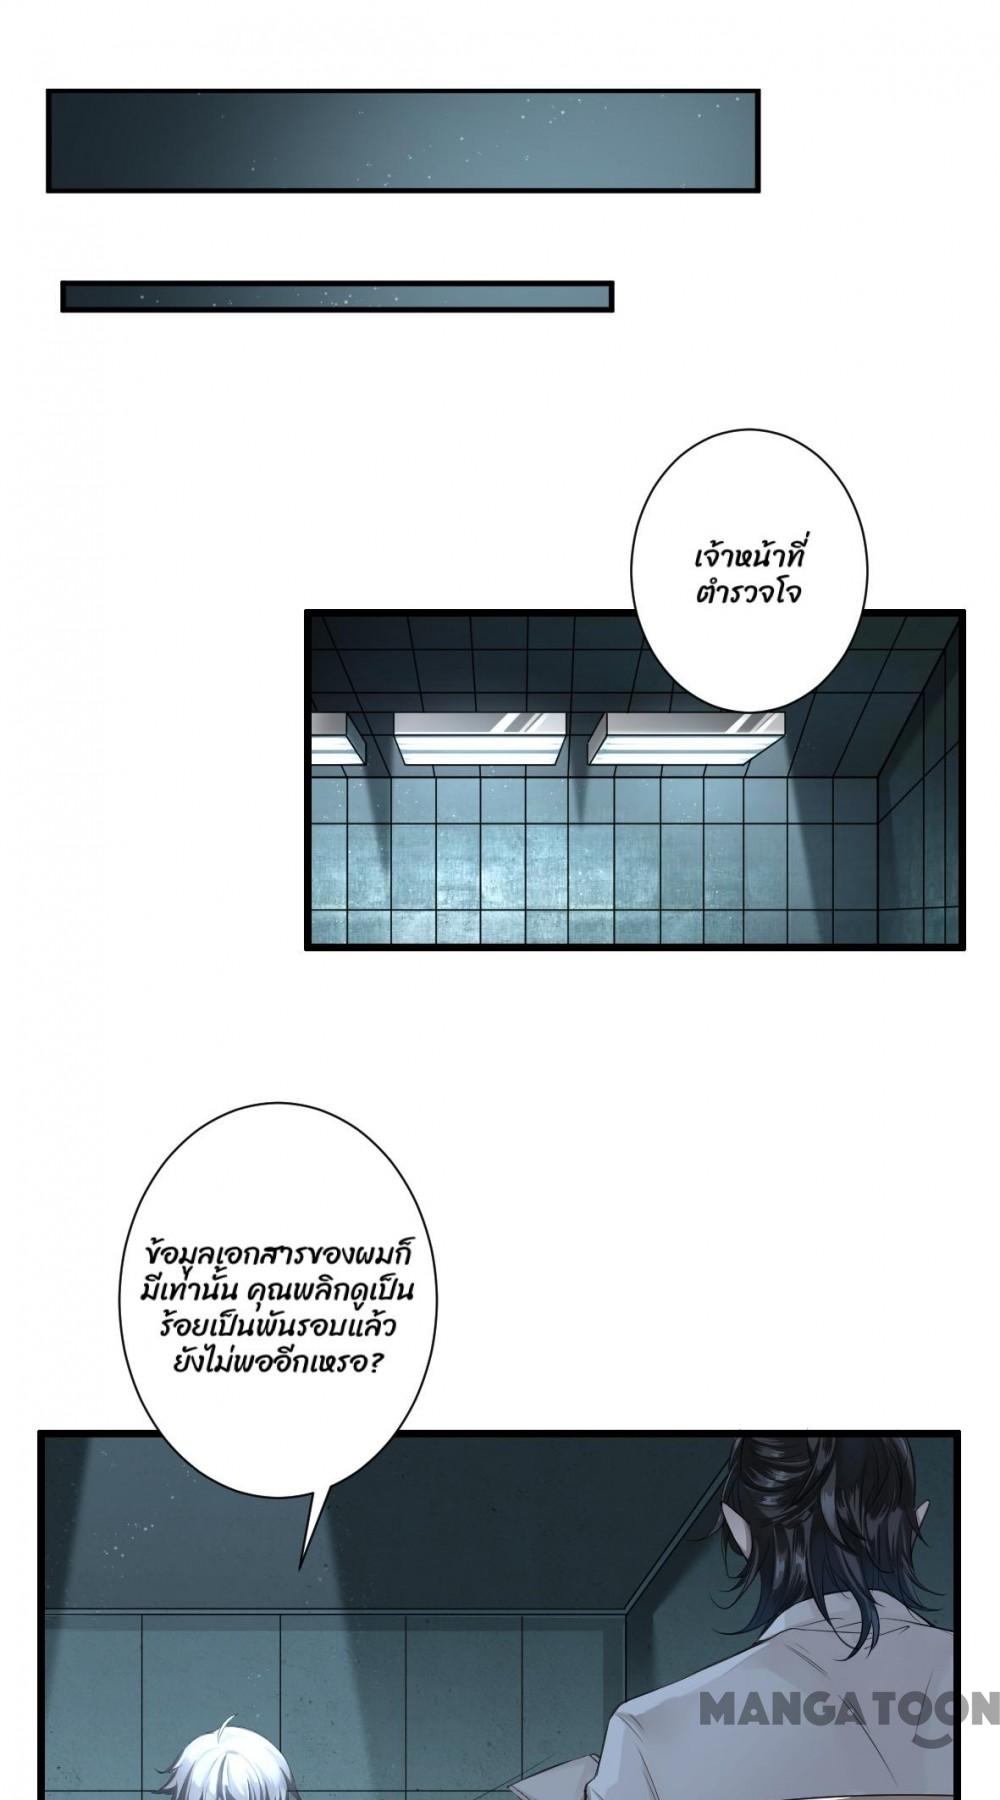 เจ้าหน้าที่
ตำรวจโจ
ข้อมูลเอกสารของผมก็
มีเท่านั้น คุณพลิกดูเป็น
ร้อยเป็นพันรอบแล้ว
ยังไม่พออีกเหรอ?
MANGATOON